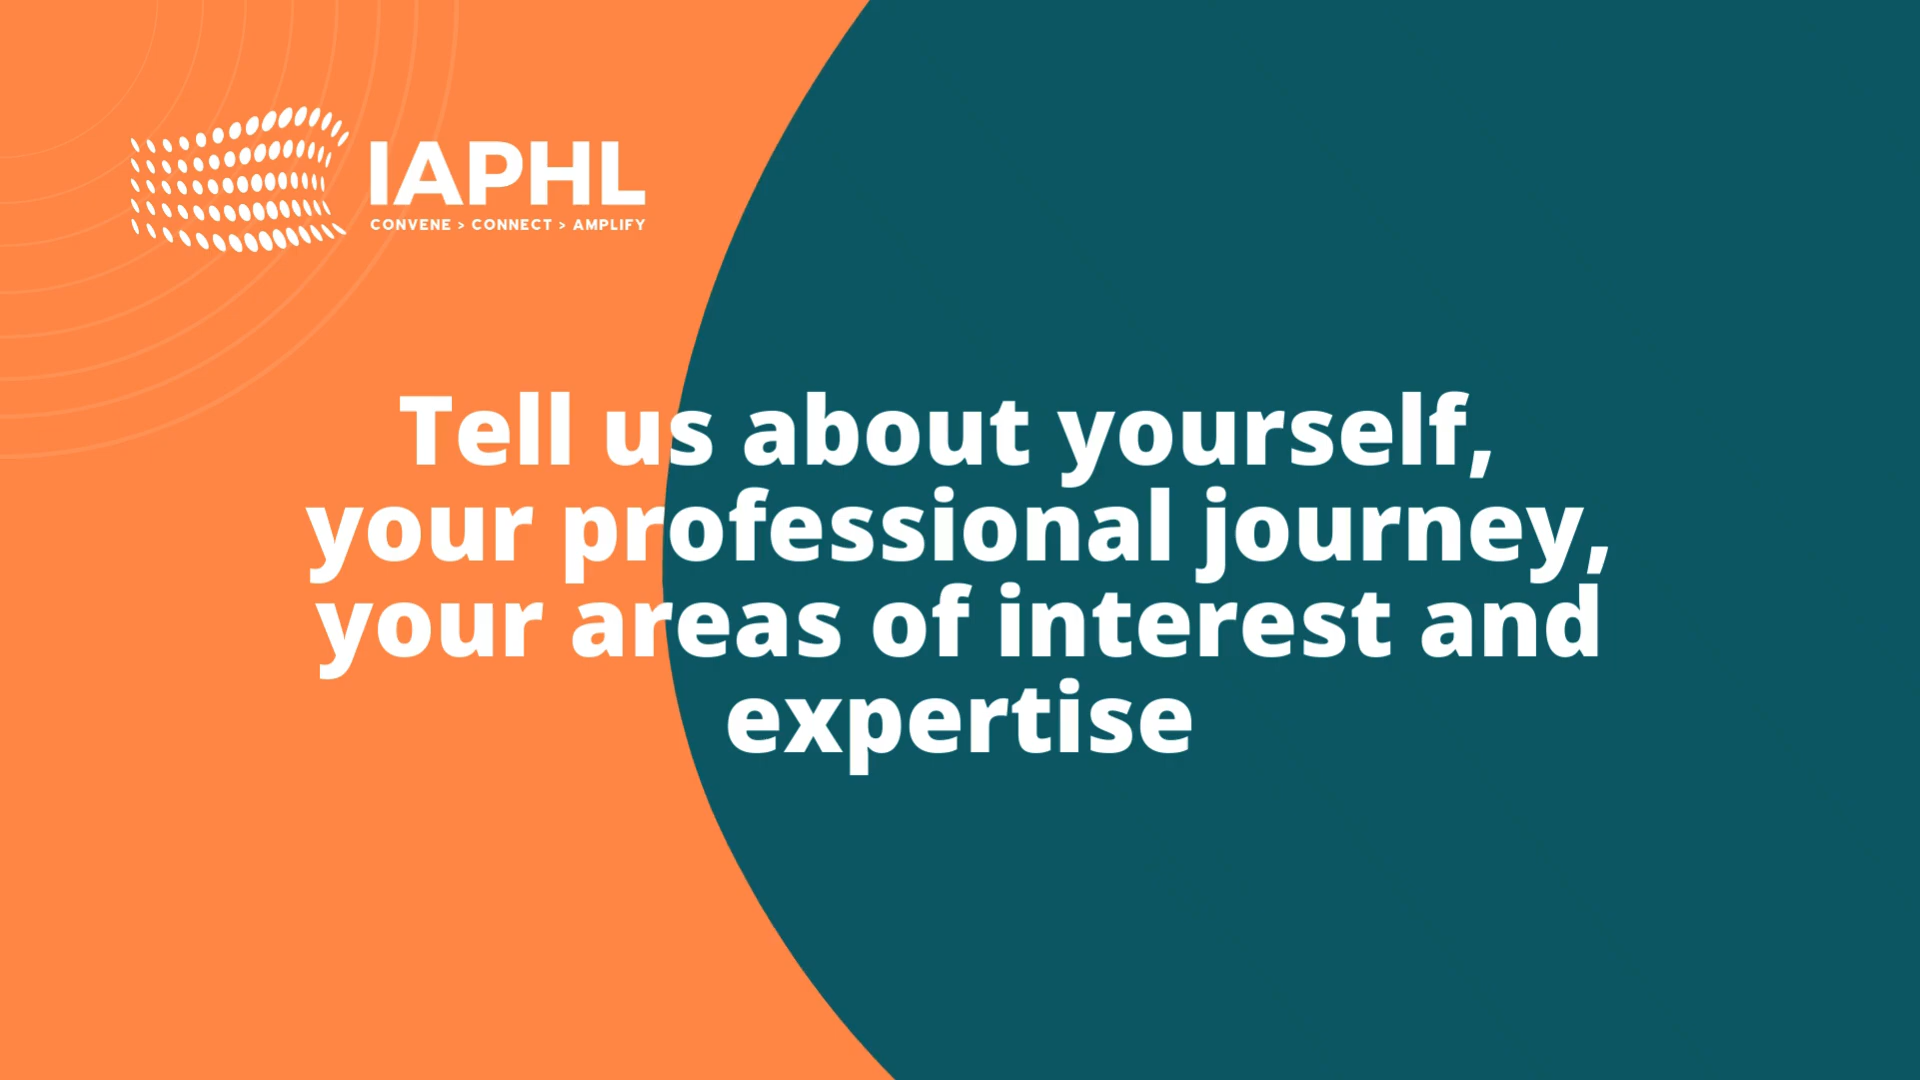 IAPHL
CONVENE > CONNECT > AMPLIFY
Tell us about yourself,
your professional journey,
your areas of interest and
expertise